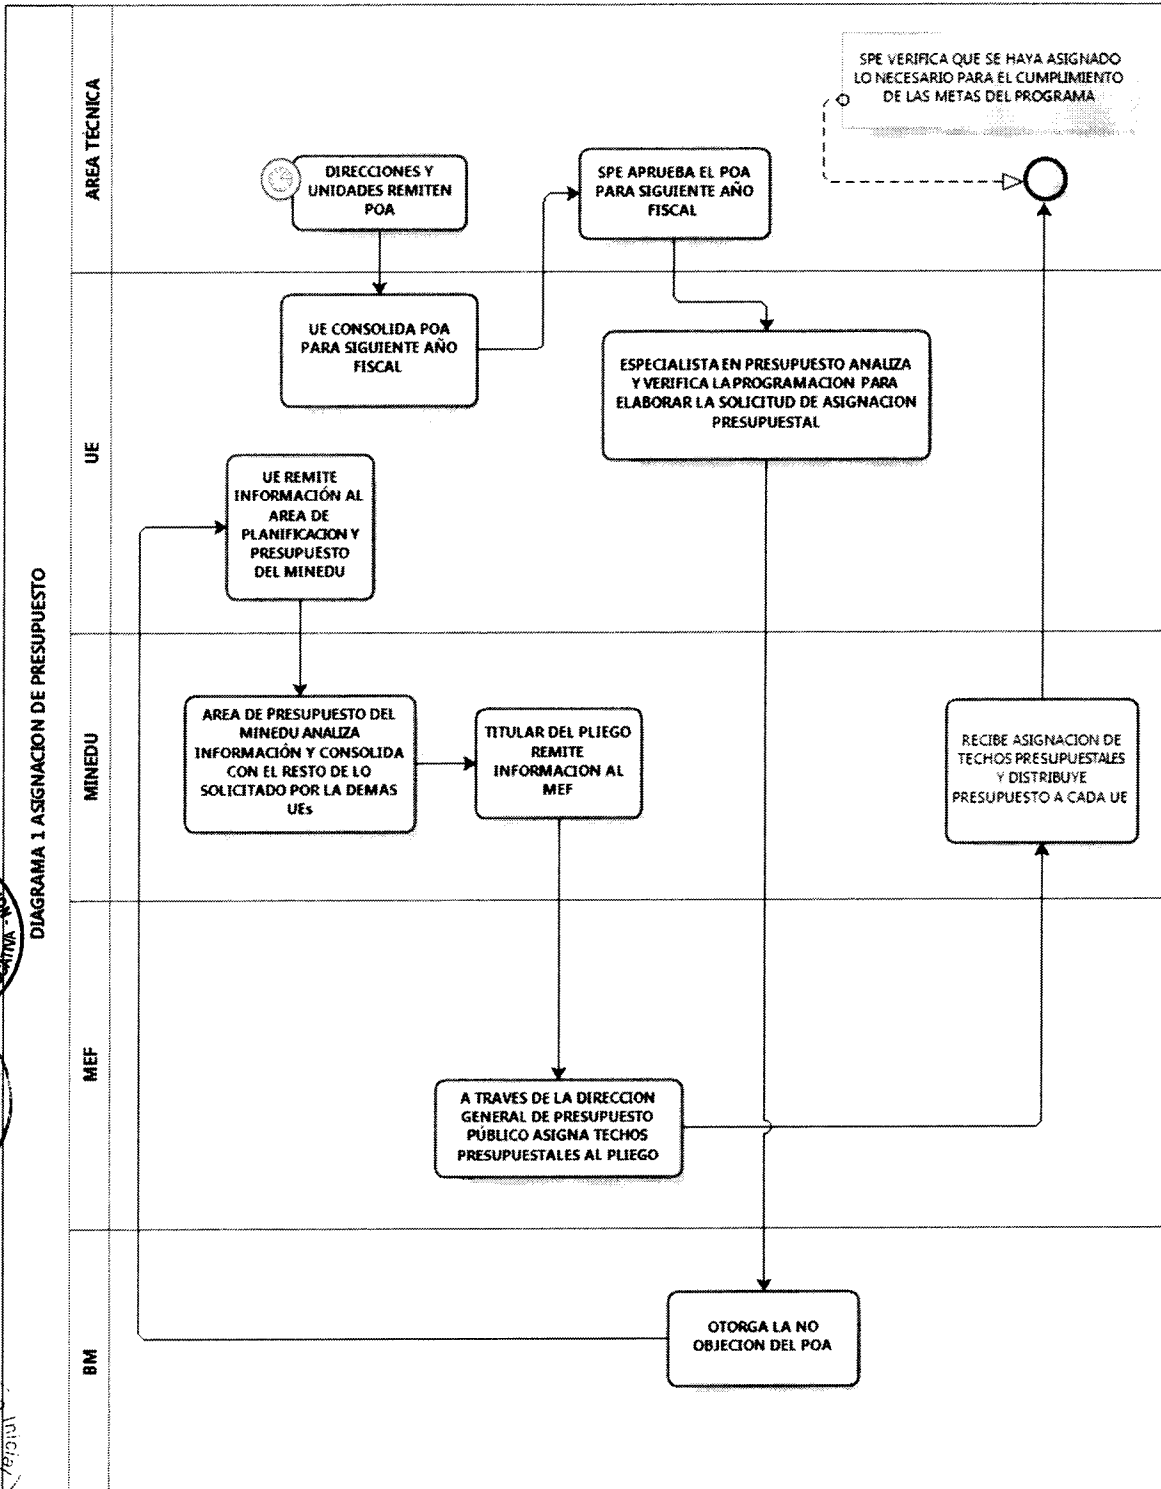 DIAGRAMA 1 ASIGNACION DE PRESUPUESTO
AREA TÉCNICA
SPE VERIFICA QUE SE HAYA ASIGNADO
LO NECESARIO PARA EL CUMPLIMIENTO
DE LAS METAS DEL PROGRAMA
DIRECCIONES Y
UNIDADES REMITEN
POA
SPE APRUEBA EL POA
PARA SIGUIENTE AÑO
FISCAL
UE
UE CONSOLIDA POA
PARA SIGUIENTE AÑO
FISCAL
ESPECIALISTA EN PRESUPUESTO ANALIZA
Y VERIFICA LA PROGRAMACION PARA
ELABORAR LA SOLICITUD DE ASIGNACION
PRESUPUESTAL
UE REMITE
INFORMACIÓN AL
AREA DE
PLANIFICACION Y
PRESUPUESTO
DEL MINEDU
MINEDU
AREA DE PRESUPUESTO DEL
MINEDU ANALIZA
INFORMACIÓN Y CONSOLIDA
CON EL RESTO DE LO
SOLICITADO POR LA DEMAS
UEs
TITULAR DEL PLIEGO
REMITE
INFORMACION AL
MEF
RECIBE ASIGNACION DE
TECHOS PRESUPUESTALES
Y DISTRIBUYE
PRESUPUESTO A CADA UE
MEF
A TRAVES DE LA DIRECCION
GENERAL DE PRESUPUESTO
PÚBLICO ASIGNA TECHOS
PRESUPUESTALES AL PLIEGO
BM
OTORGA LA NO
OBJECION DEL POA
Inicial